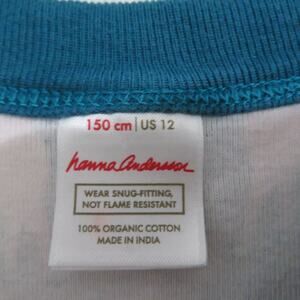 150 cm | US 12
hanna andersson
WEAR SNUG-FITTING,
NOT FLAME RESISTANT
100% ORGANIC COTTON
MADE IN INDIA